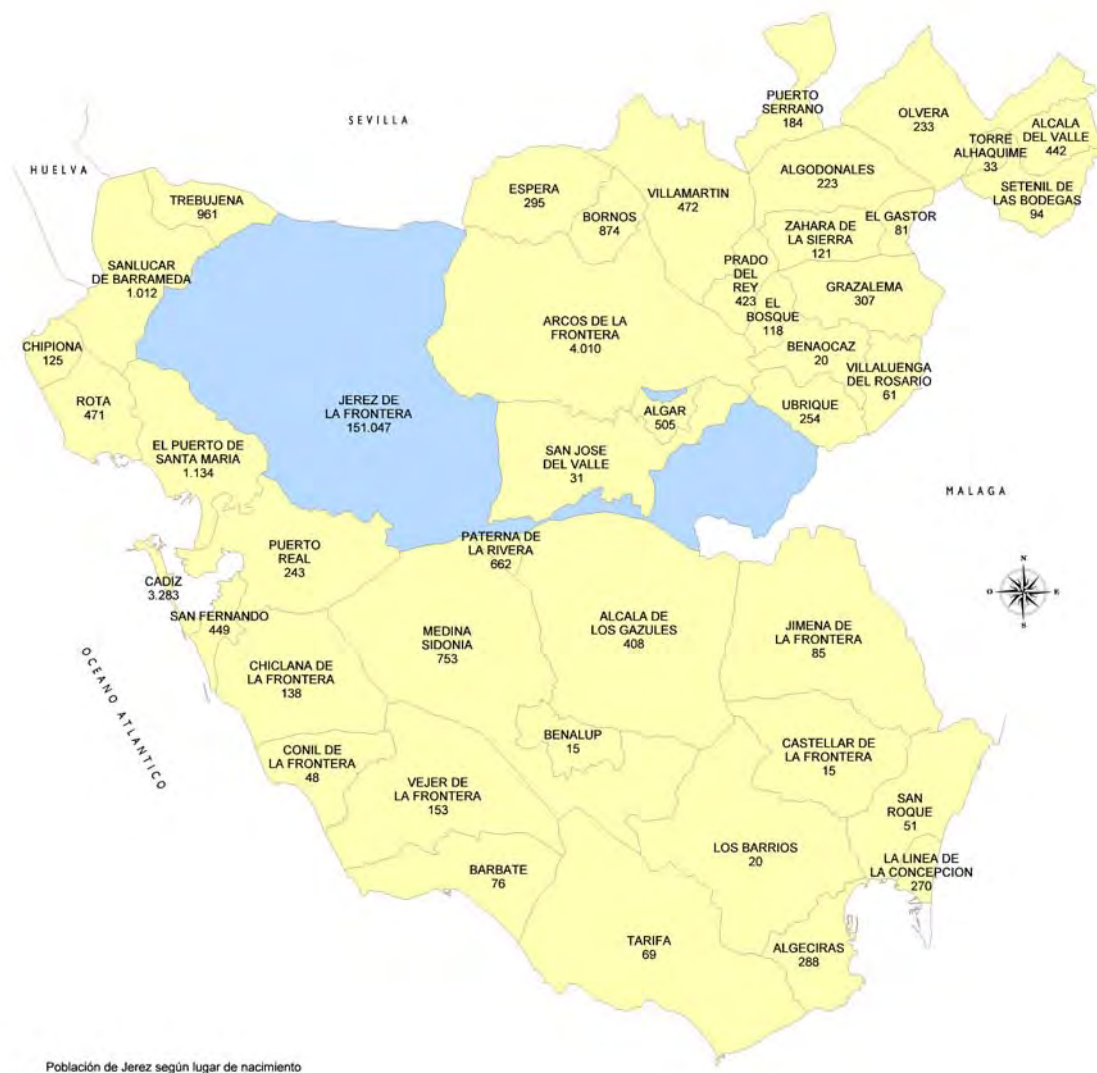 SEVILLA
HUELVA
PUERTO
SERRANO
184
OLVERA
233
TORRE
ALHAQUIME
33
ALCALA
DEL VALLE
442
SETENIL DE
LAS BODEGAS
94
ALGODONALES
223
TREBUJENA
961
ESPERA
295
BORNOS
874
VILLAMARTIN
472
EL GASTOR
81
ZAHARA DE
LA SIERRA
121
SANLUCAR
DE BARRAMEDA
1.012
PRADO
DEL
REY
423
EL
BOSQUE
118
GRAZALEMA
307
ARCOS DE LA
FRONTERA
4.010
CHIPIONA
125
BENAOCAZ
20
VILLALUENGA
DEL ROSARIO
61
ROTA
471
JEREZ DE
LA FRONTERA
151.047
ALGAR
505
UBRIQUE
254
EL PUERTO DE
SANTA MARIA
1.134
SAN JOSE
DEL VALLE
31
MALAGA
PUERTO
REAL
243
PATERNA DE
LA RIVERA
662
CADIZ
3.283
SAN FERNANDO
449
MEDINA
SIDONIA
753
ALCALA DE
LOS GAZULES
408
JIMENA DE
LA FRONTERA
85
N
O
E
S
OCEANO ATLANTICO
CHICLANA DE
LA FRONTERA
138
BENALUP
15
CASTELLAR DE
LA FRONTERA
15
CONIL DE
LA FRONTERA
48
VEJER DE
LA FRONTERA
153
SAN
ROQUE
51
LOS BARRIOS
20
LA LINEA DE
LA CONCEPCION
270
BARBATE
76
TARIFA
69
ALGECIRAS
288
Población de Jerez según lugar de nacimiento